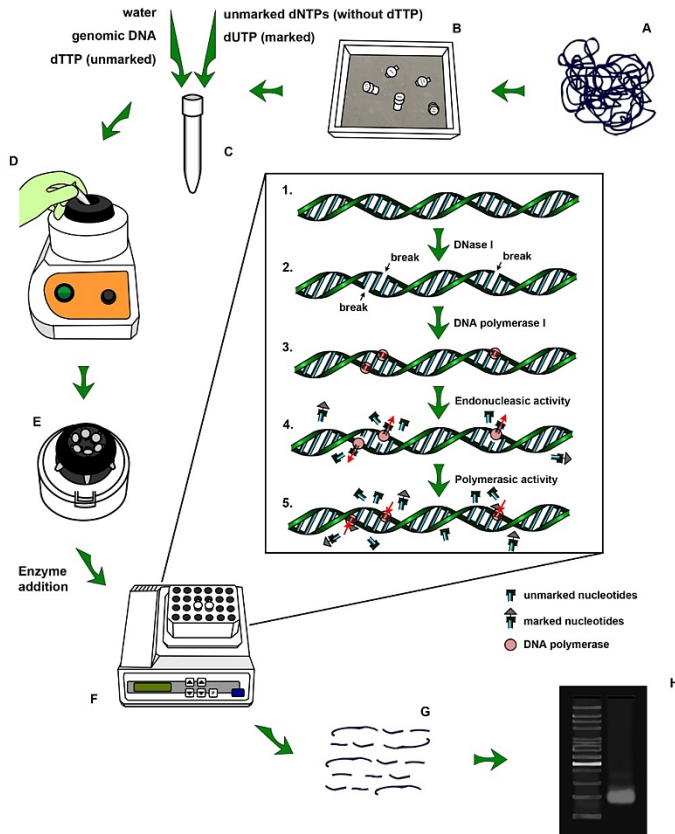 water
genomic DNA
dTTP (unmarked)
unmarked dNTPs (without dTTP)
dUTP (marked)
B
A
C
D
1.
DNase I
2.
break
break
break
DNA polymerase I
3.
Endonucleasic activity
4.
Polymerasic activity
5.
E
Enzyme
addition
F
F
unmarked nucleotides
marked nucleotides
DNA polymerase
G
H